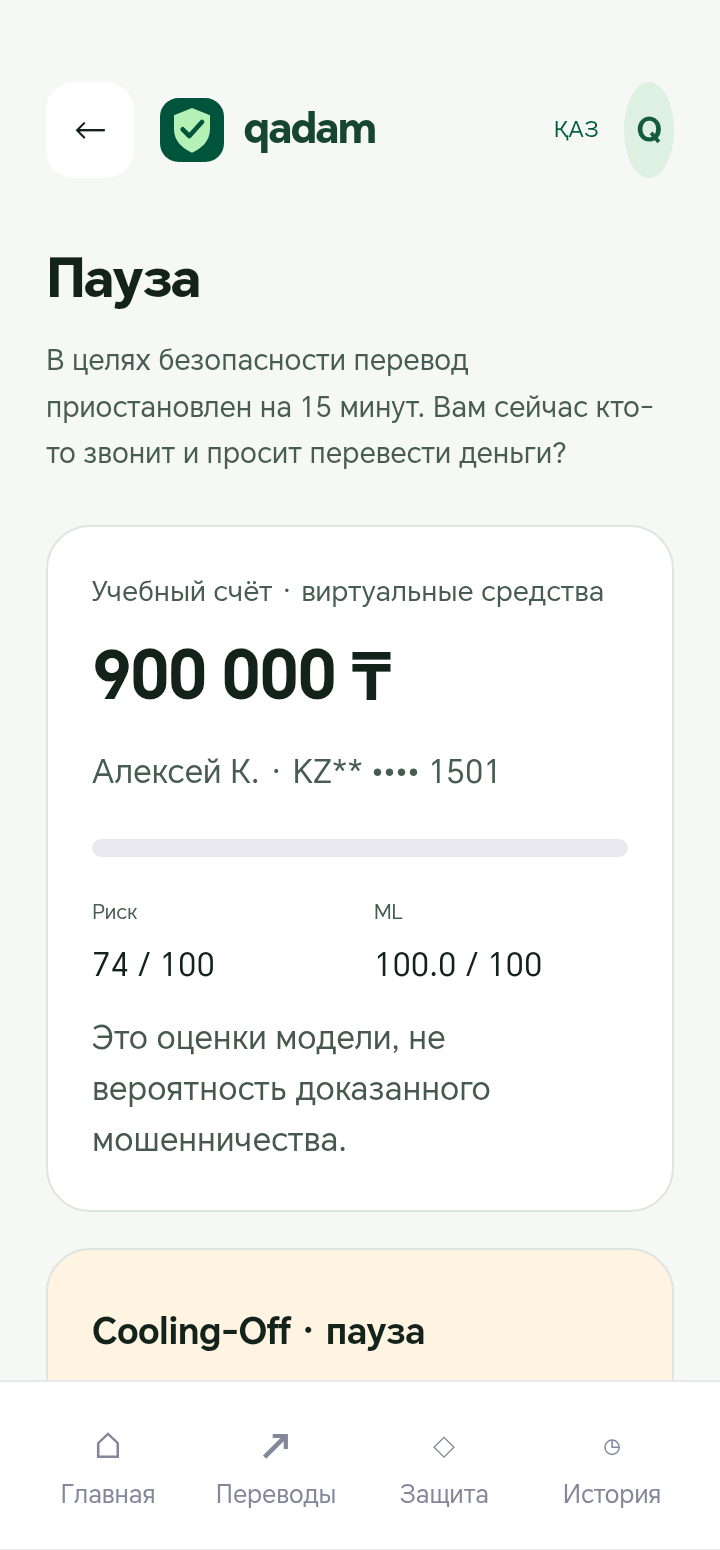 qadam
ҚАЗ
Q
Пауза
В целях безопасности перевод
приостановлен на 15 минут. Вам сейчас кто-
то звонит и просит перевести деньги?
Учебный счёт · виртуальные средства
900 000 ₸
Алексей К. · KZ** •••• 1501
Риск
ML
74 / 100
100.0 / 100
Это оценки модели, не
вероятность доказанного
мошенничества.
Cooling-Off · пауза
Главная
Переводы
Защита
История